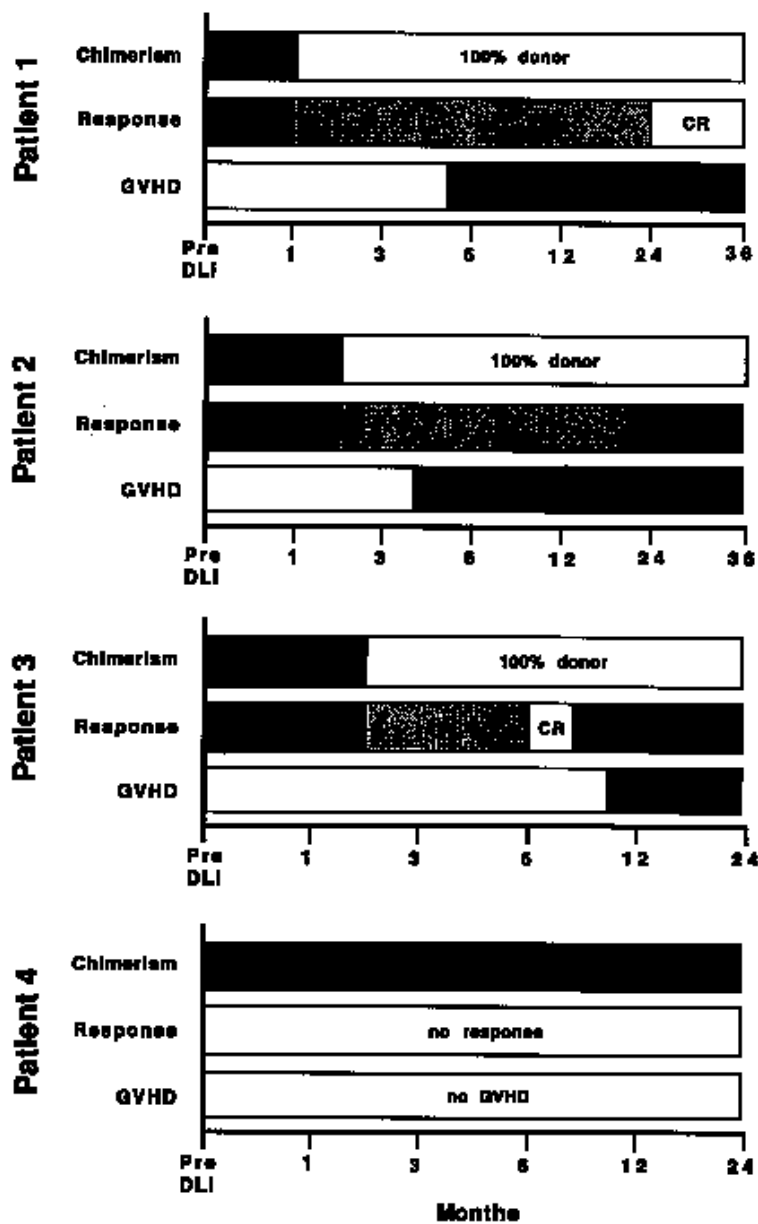 Patient 1
Chimerism
100% donor
Response
CR
GVHD
Pre DLI 1 3 6 12 24 36
Patient 2
Chimerism
100% donor
Response
GVHD
Pre DLI 1 3 6 12 24 36
Patient 3
Chimerism
100% donor
Response
CR
GVHD
Pre DLI 1 3 6 12 24
Patient 4
Chimerism
Response
no response
GVHD
no GVHD
Pre DLI 1 3 6 12 24
Months